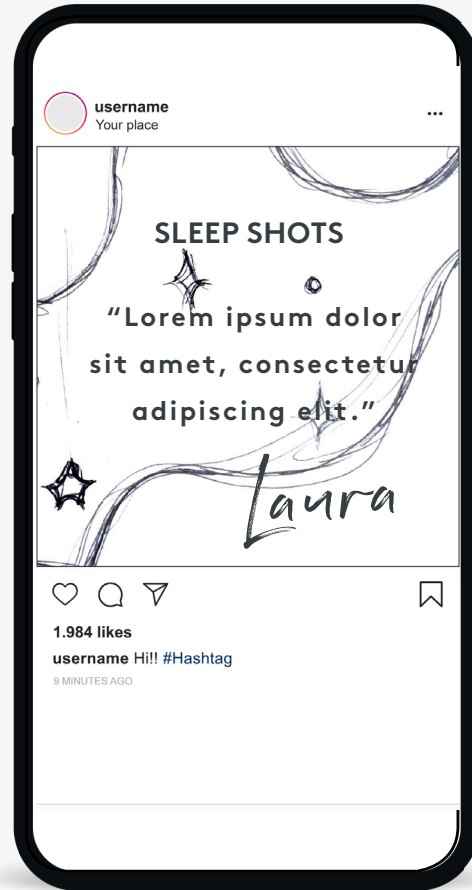 username
Your place
SLEEP SHOTS
“Lorem ipsum dolor
sit amet, consectetur
adipiscing elit.”
Laura
1.984 likes
username Hi!! #Hashtag
9 MINUTES AGO